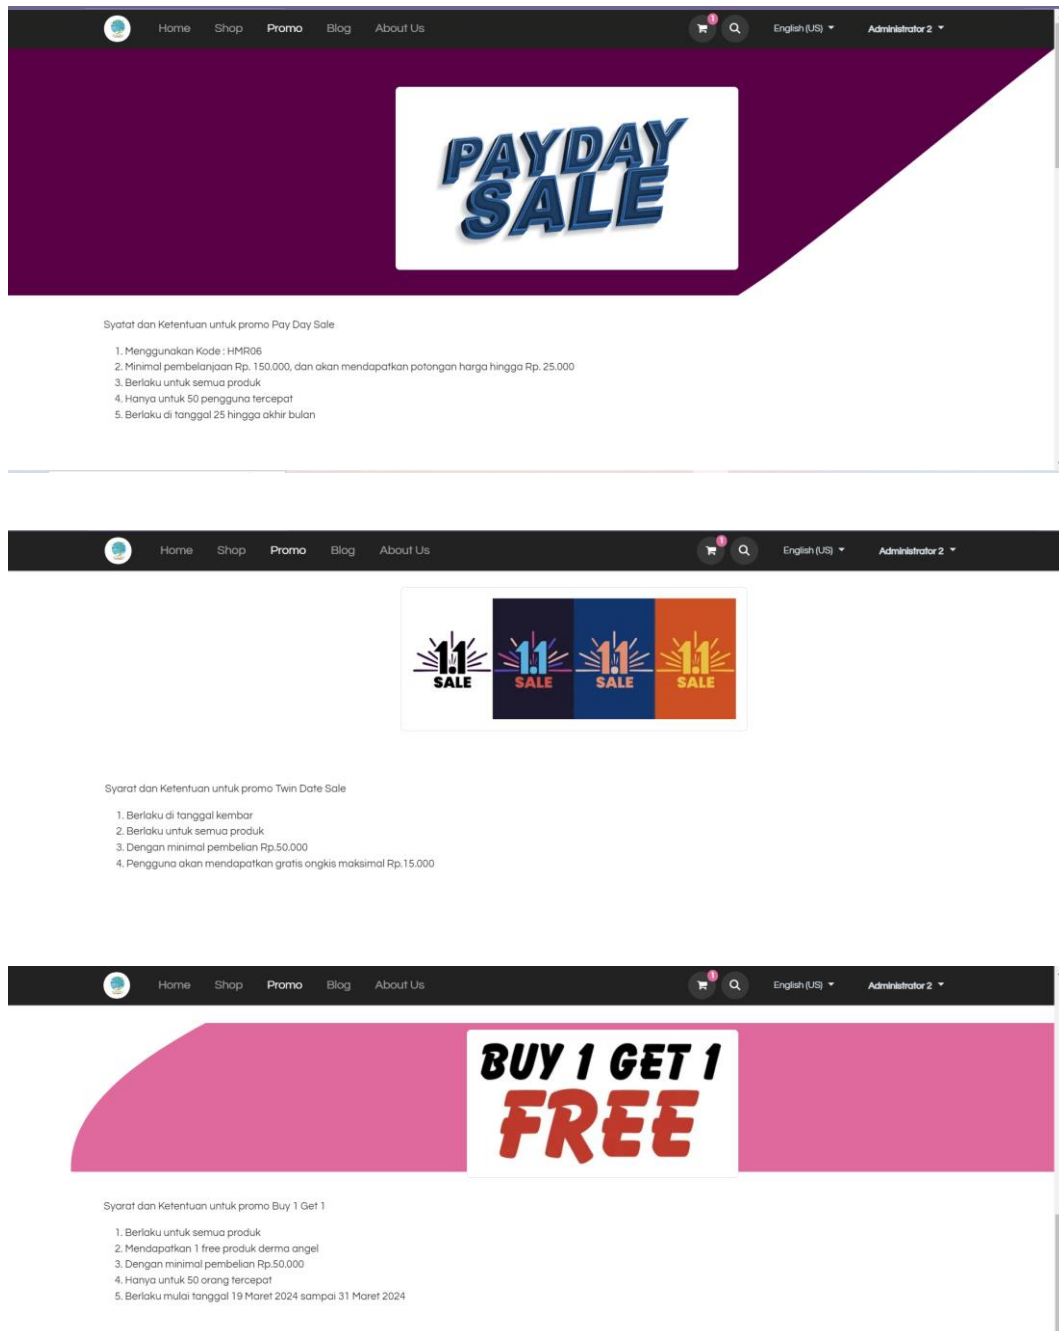 Home Shop Promo Blog About Us 1 English (US) Administrator 2
PAYDAY
SALE
Syatat dan Ketentuan untuk promo Pay Day Sale
1. Menggunakan Kode : HMR06
2. Minimal pembelanjaan Rp. 150.000, dan akan mendapatkan potongan harga hingga Rp. 25.000
3. Berlaku untuk semua produk
4. Hanya untuk 50 pengguna tercepat
5. Berlaku di tanggal 25 hingga akhir bulan
Home Shop Promo Blog About Us 1 English (US) Administrator 2
1.1 1.1 1.1 1.1
SALE SALE SALE SALE
Syarat dan Ketentuan untuk promo Twin Date Sale
1. Berlaku di tanggal kembar
2. Berlaku untuk semua produk
3. Dengan minimal pembelian Rp.50.000
4. Pengguna akan mendapatkan gratis ongkis maksimal Rp.15.000
Home Shop Promo Blog About Us 1 English (US) Administrator 2
BUY 1 GET 1
FREE
Syarat dan Ketentuan untuk promo Buy 1 Get 1
1. Berlaku untuk semua produk
2. Mendapatkan 1 free produk derma angel
3. Dengan minimal pembelian Rp.50.000
4. Hanya untuk 50 orang tercepat
5. Berlaku mulai tanggal 19 Maret 2024 sampai 31 Maret 2024